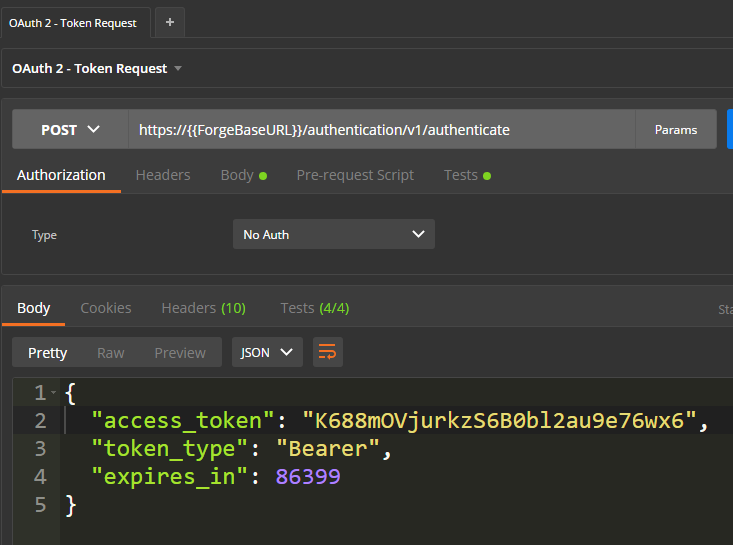 OAuth 2 - Token Request +
OAuth 2 - Token Request
POST https://{{ForgeBaseURL}}/authentication/v1/authenticate Params
Authorization Headers Body Pre-request Script Tests
Type No Auth
Body Cookies Headers (10) Tests (4/4)
Pretty Raw Preview JSON
1 {
2 "access_token": "K688mOVjurkzS6B0bl2au9e76wx6",
3 "token_type": "Bearer",
4 "expires_in": 86399
5 }